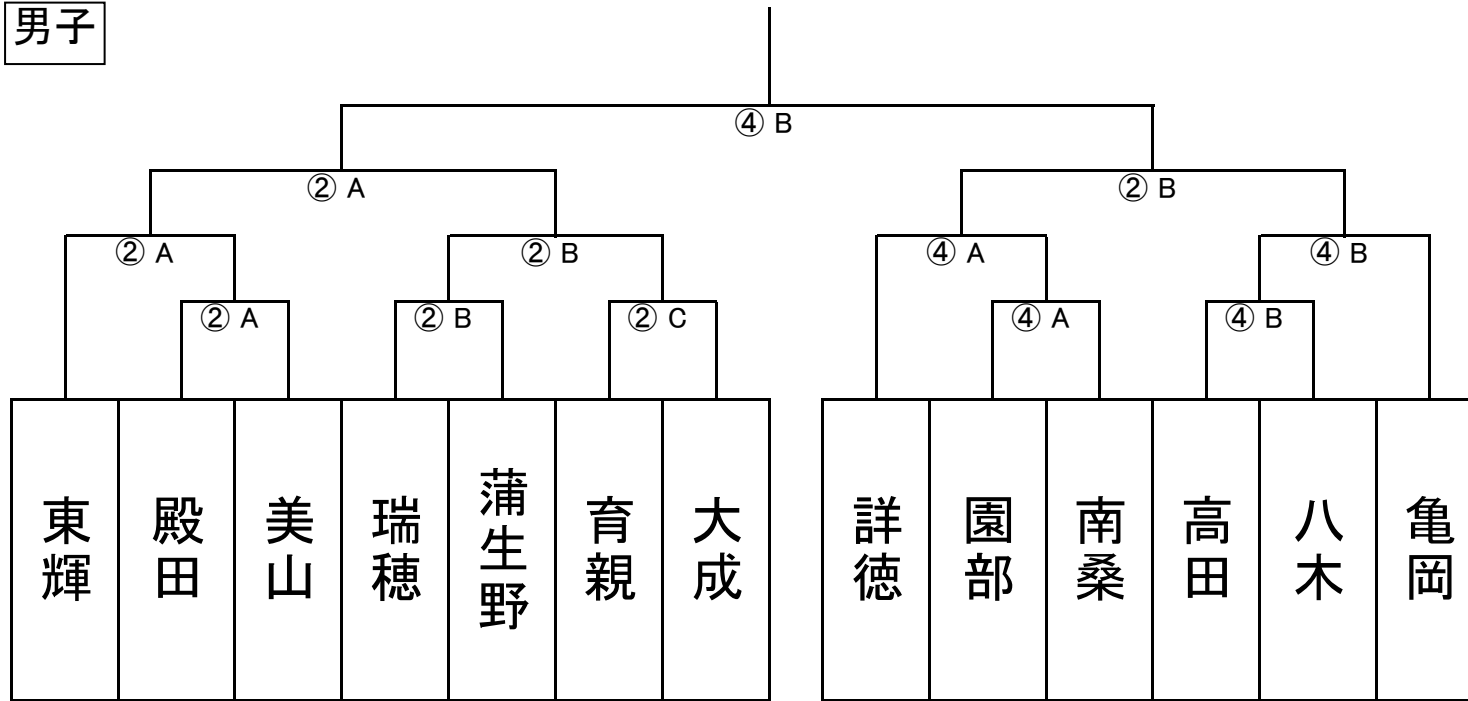 男子
④ B
② A
② B
② A
② B
④ A
④ B
② A
② B
② C
④ A
④ B
東輝
殿田
美山
瑞穂
蒲生野
育親
大成
詳徳
園部
南桑
高田
八木
亀岡